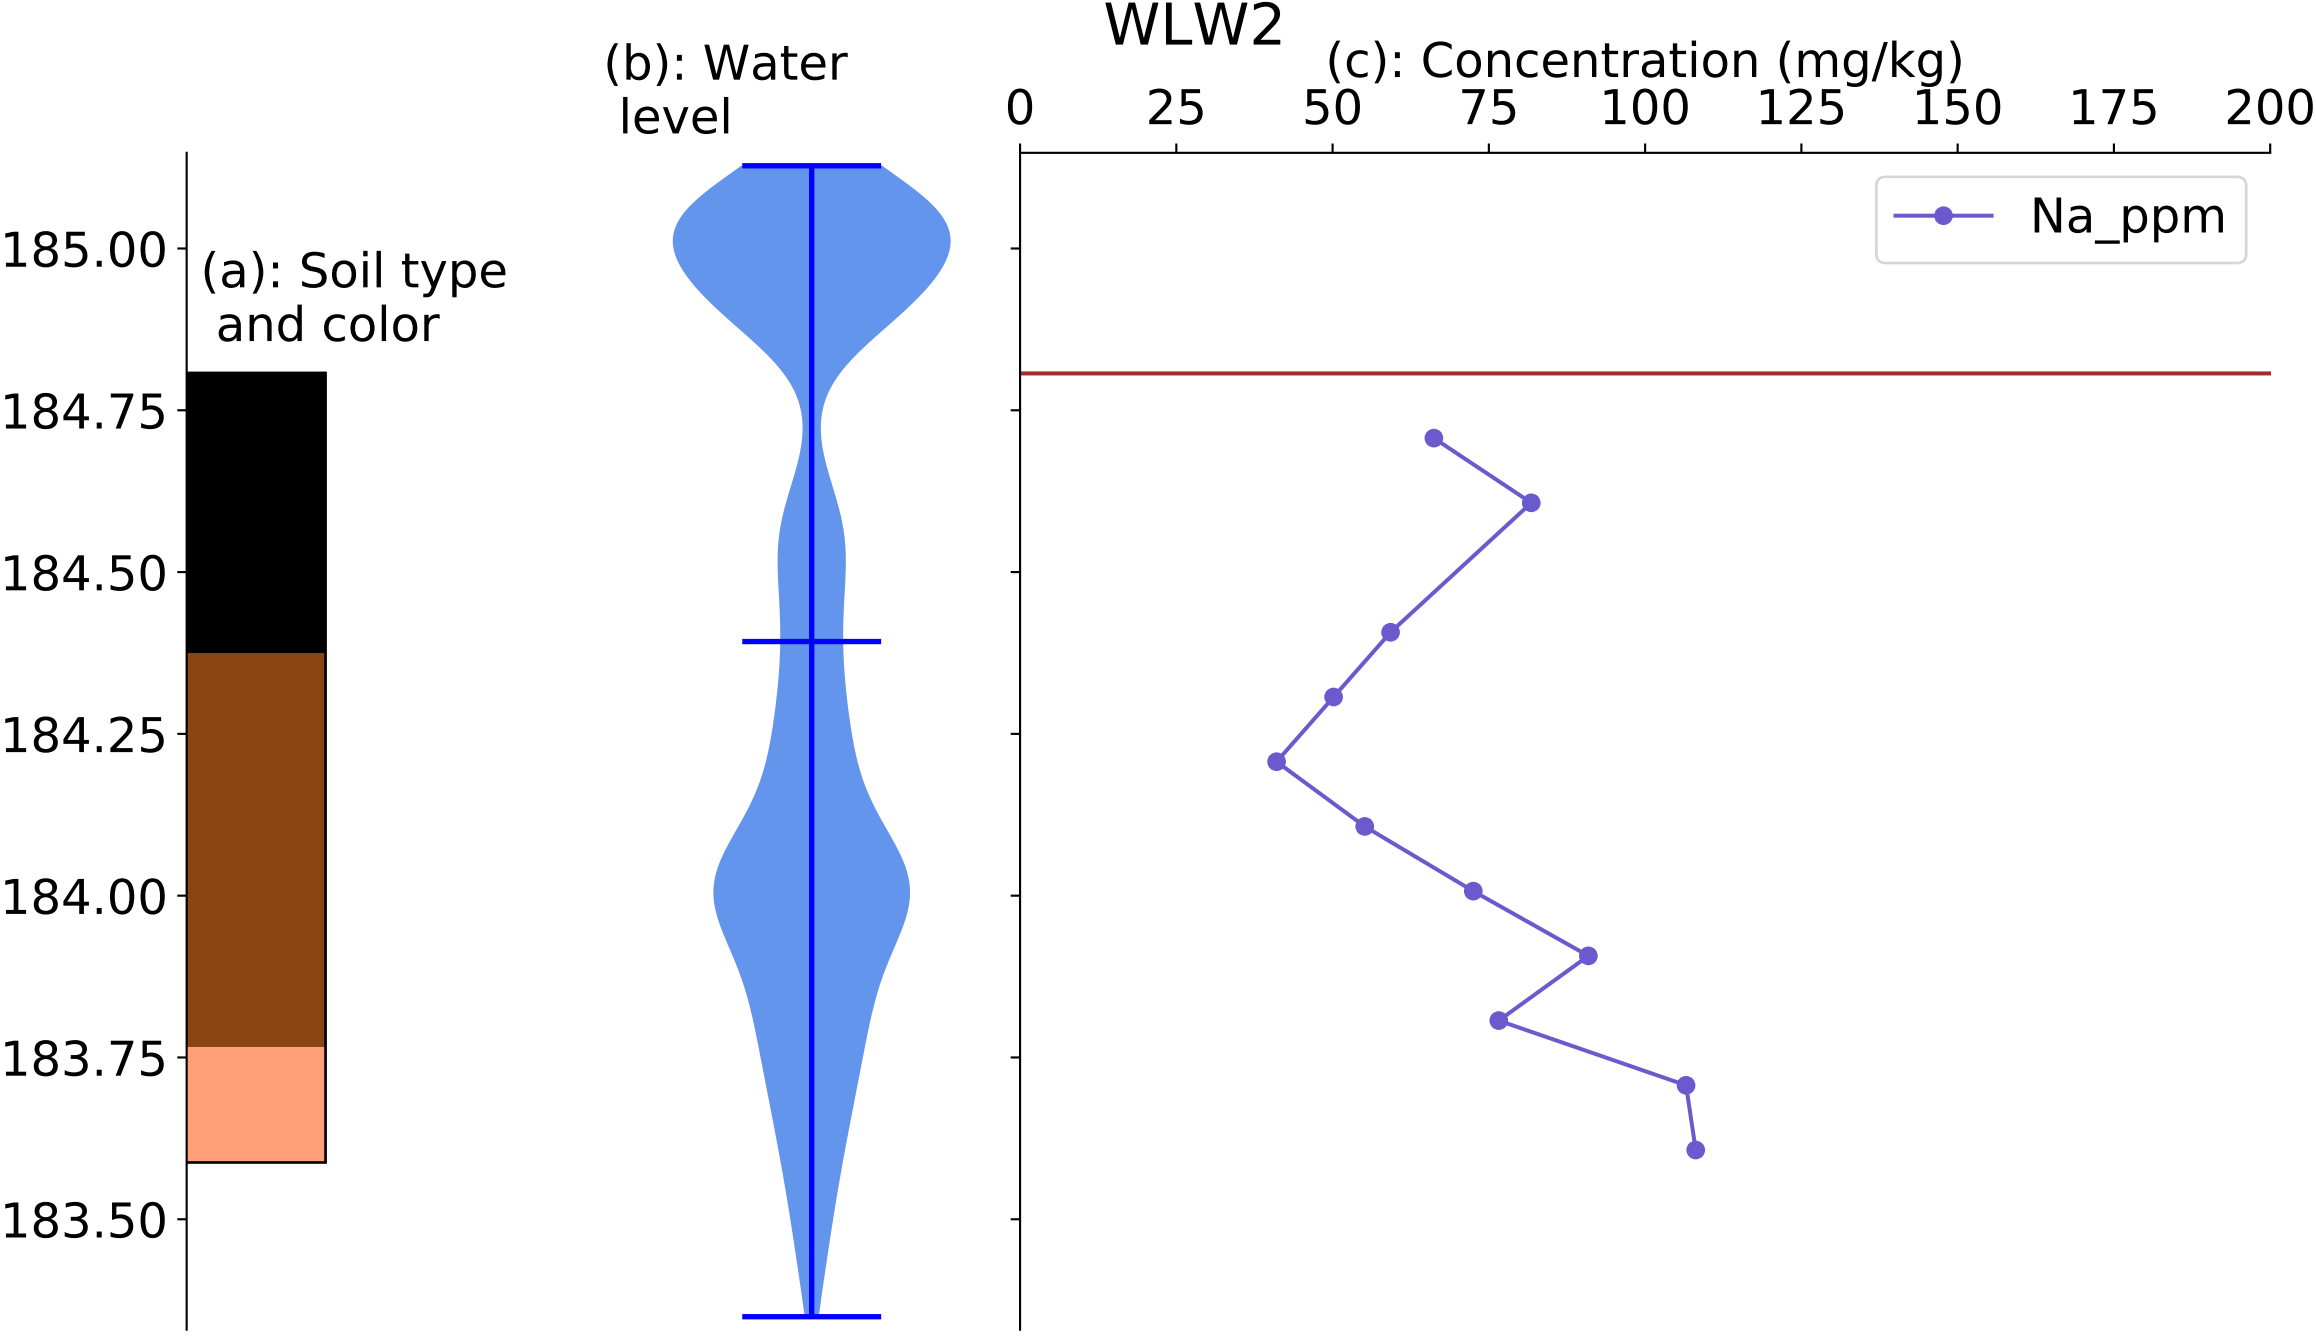 WLW2
(b): Water
level
(c): Concentration (mg/kg)
0 25 50 75 100 125 150 175 200
Na_ppm
(a): Soil type
and color
185.00
184.75
184.50
184.25
184.00
183.75
183.50